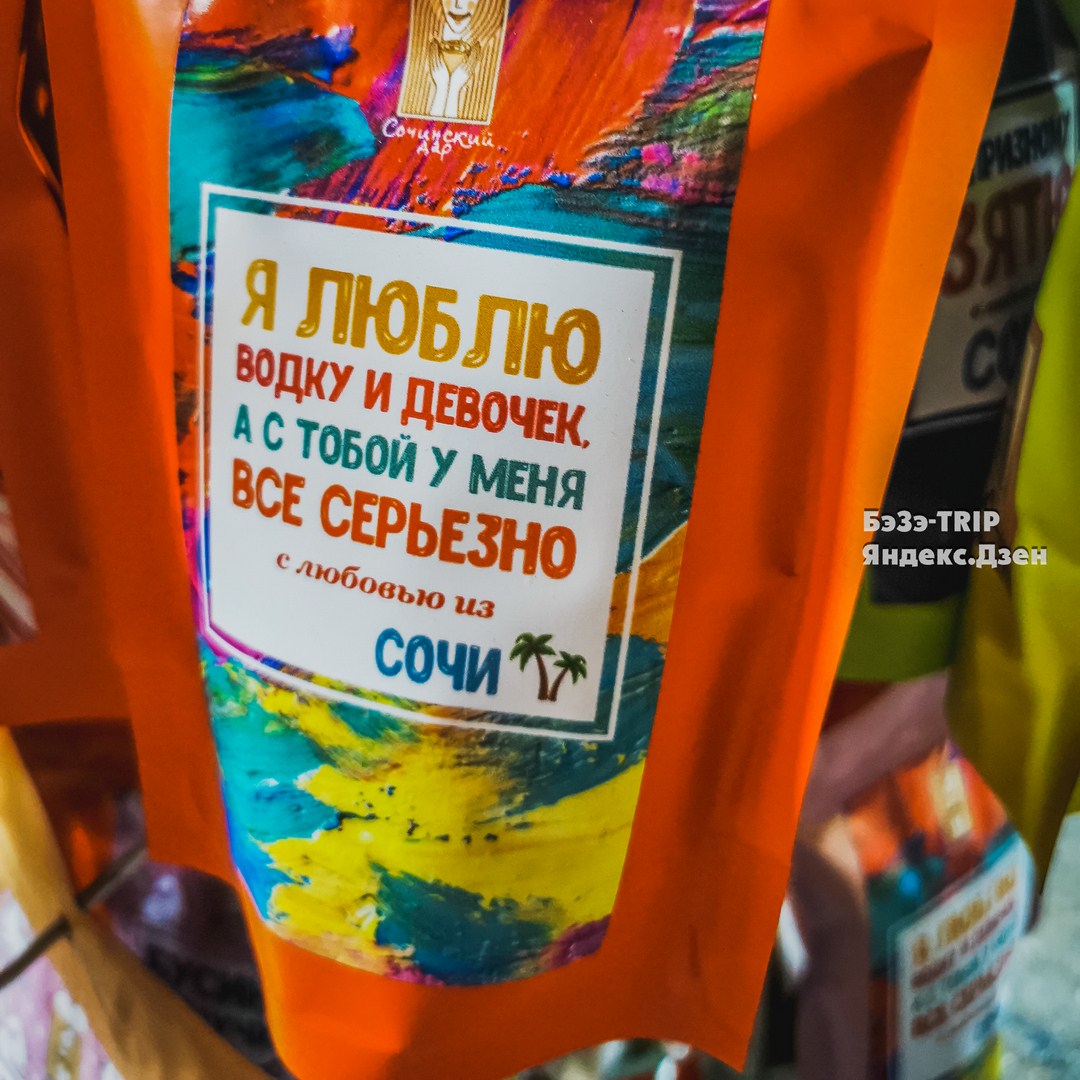 Сочинский
дар
Я ЛЮБЛЮ
ВОДКУ И ДЕВОЧЕК,
А С ТОБОЙ У МЕНЯ
ВСЕ СЕРЬЕЗНО
с любовью из
СОЧИ
БэЗэ-TRIP
Яндекс.Дзен